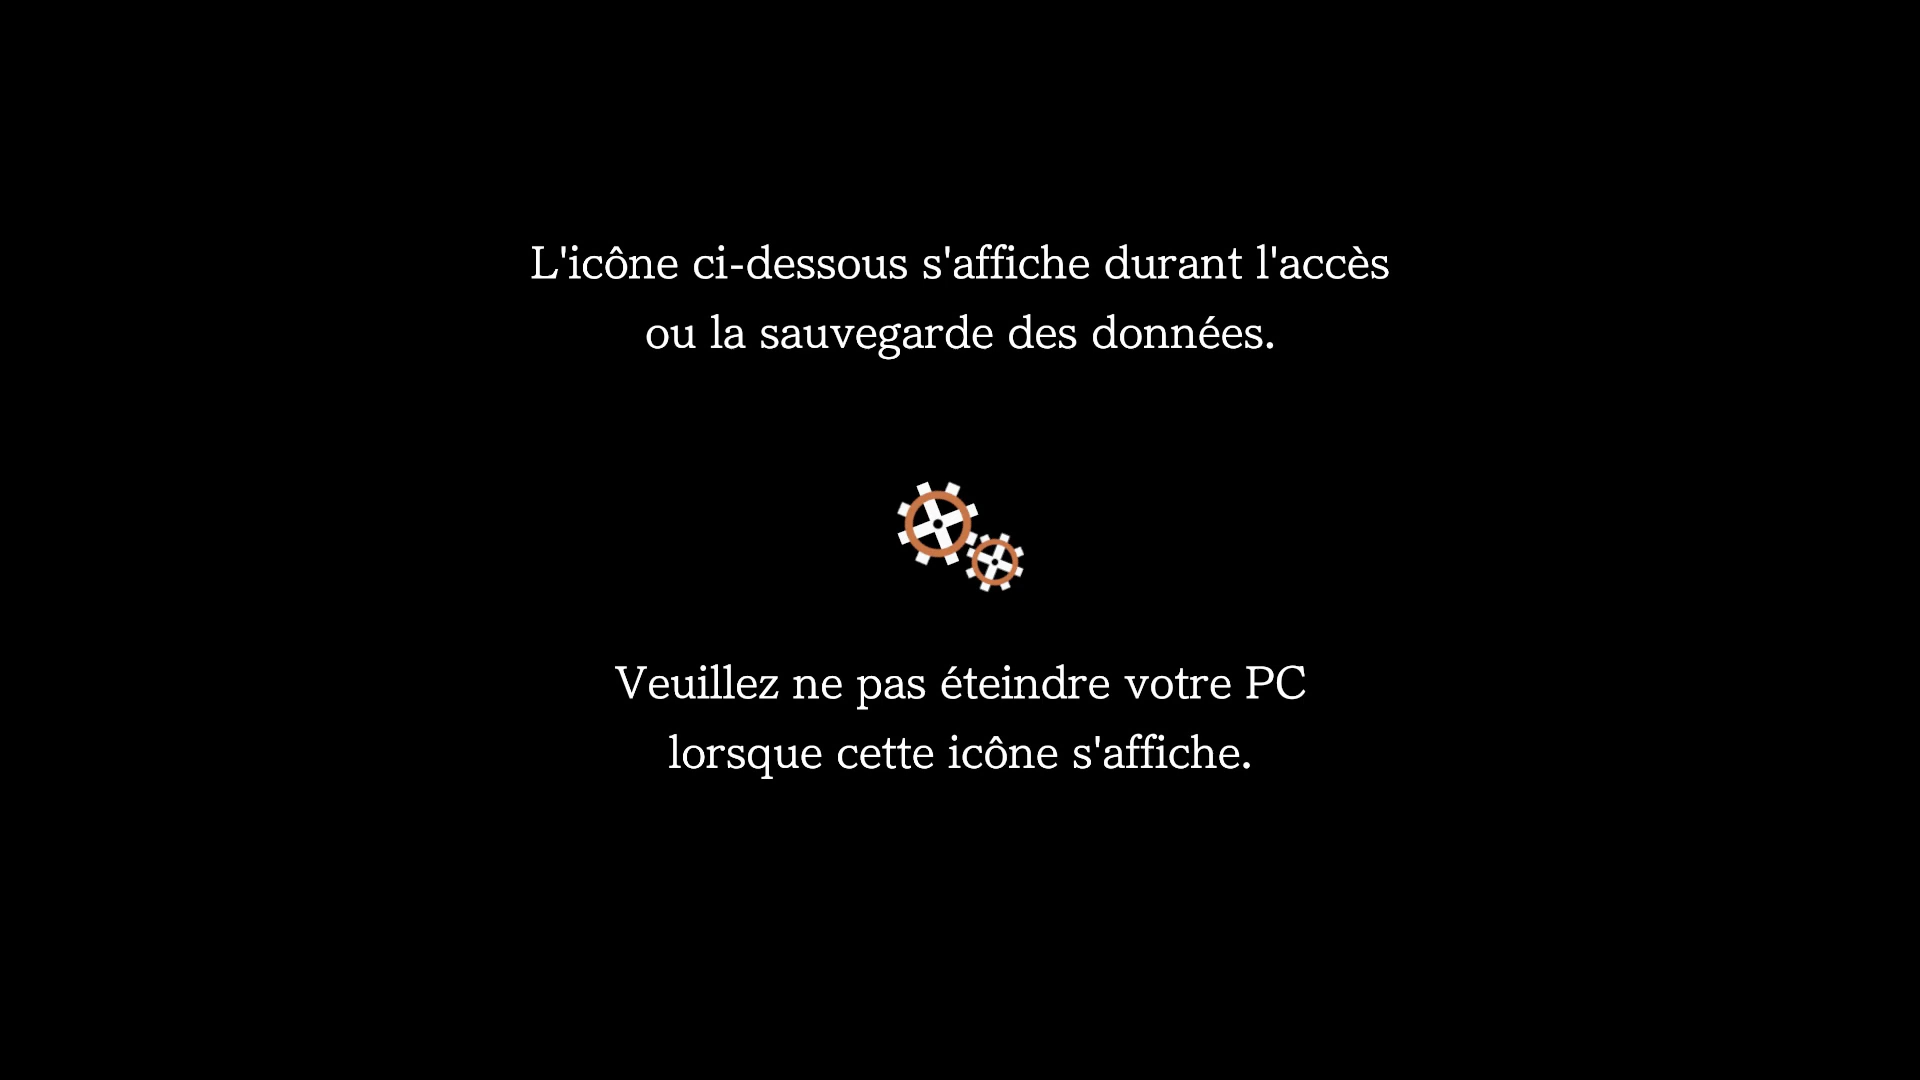 L'icône ci-dessous s'affiche durant l'accès
ou la sauvegarde des données.
Veuillez ne pas éteindre votre PC
lorsque cette icône s'affiche.